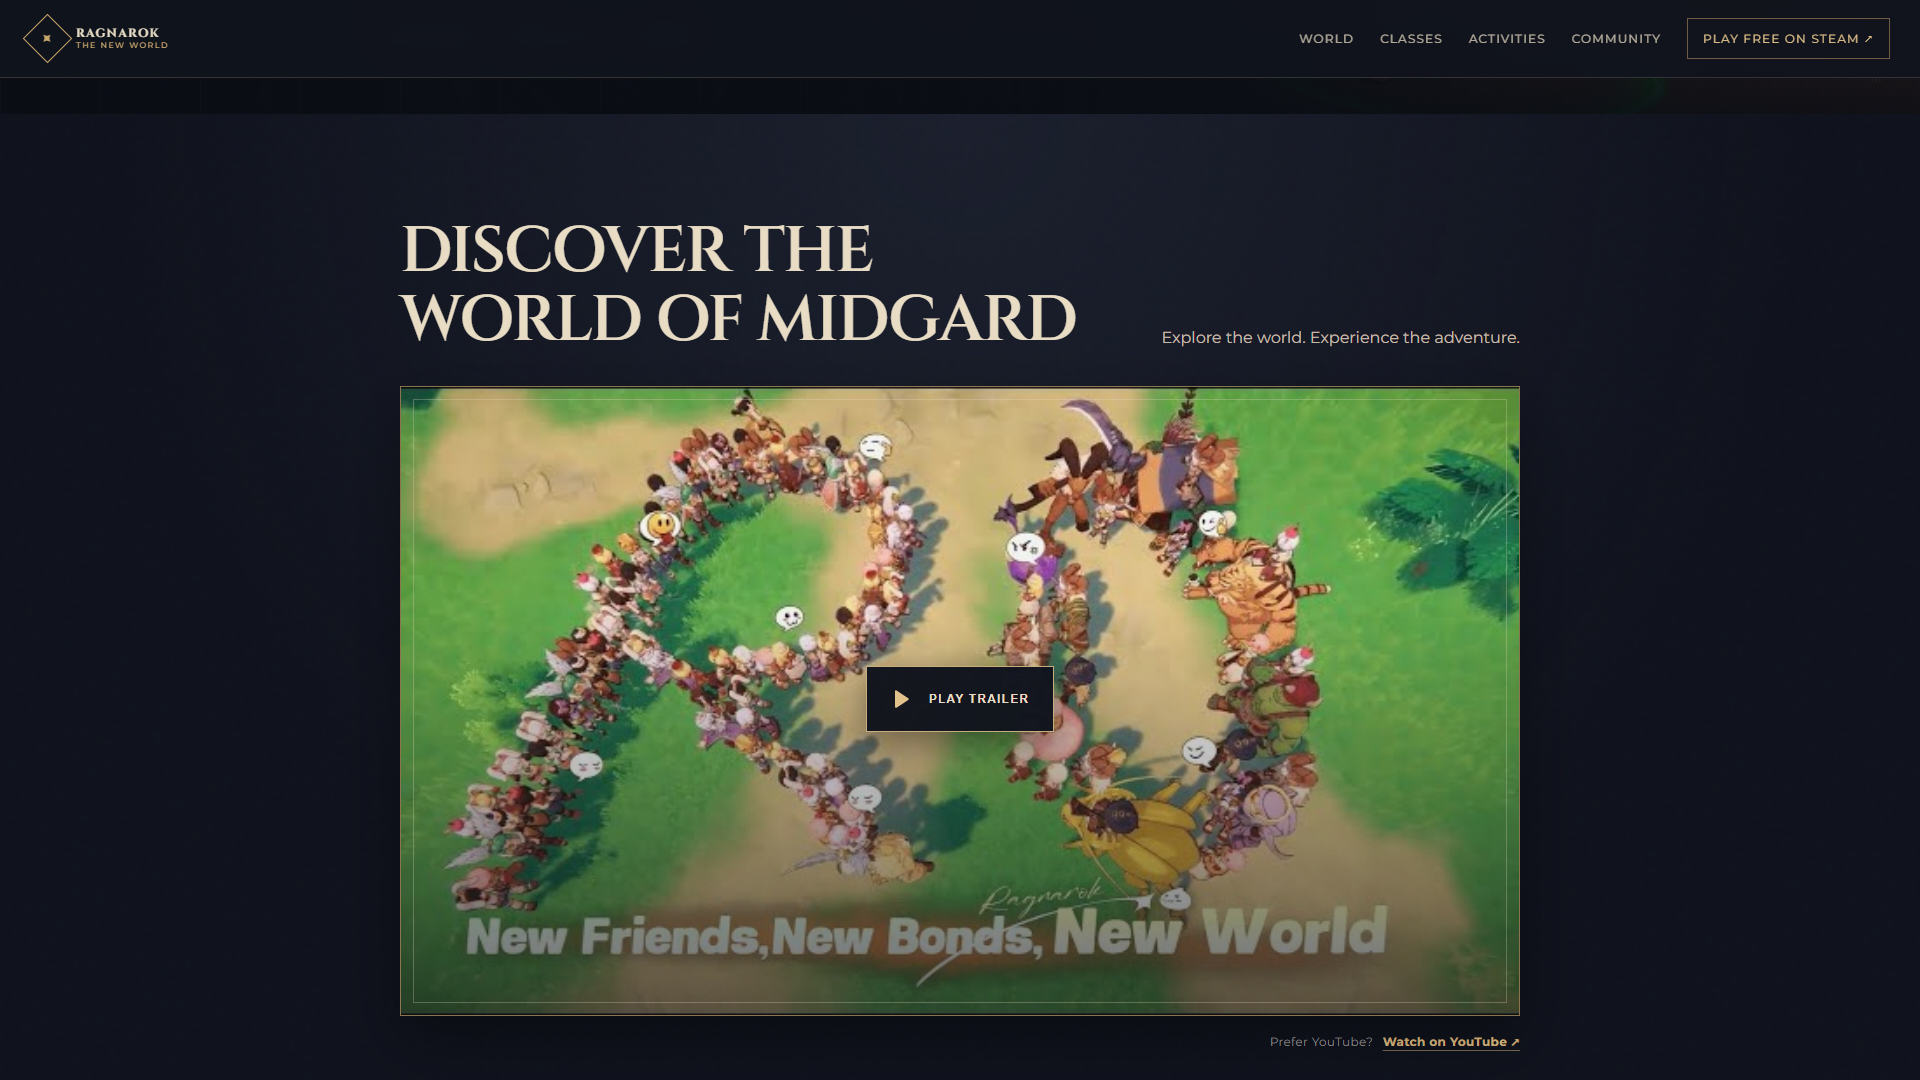 RAGNAROK
THE NEW WORLD
WORLD
CLASSES
ACTIVITIES
COMMUNITY
PLAY FREE ON STEAM ↗
DISCOVER THE
WORLD OF MIDGARD
Explore the world. Experience the adventure.
PLAY TRAILER
Ragnarok
New Friends, New Bonds, New World
Prefer YouTube? Watch on YouTube ↗